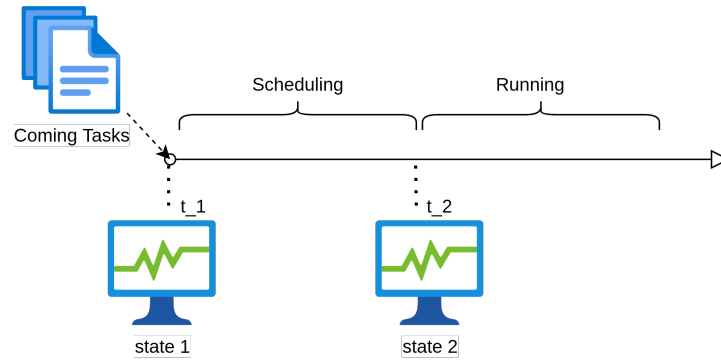 Scheduling
Running
Coming Tasks
t_1
t_2
state 1
state 2